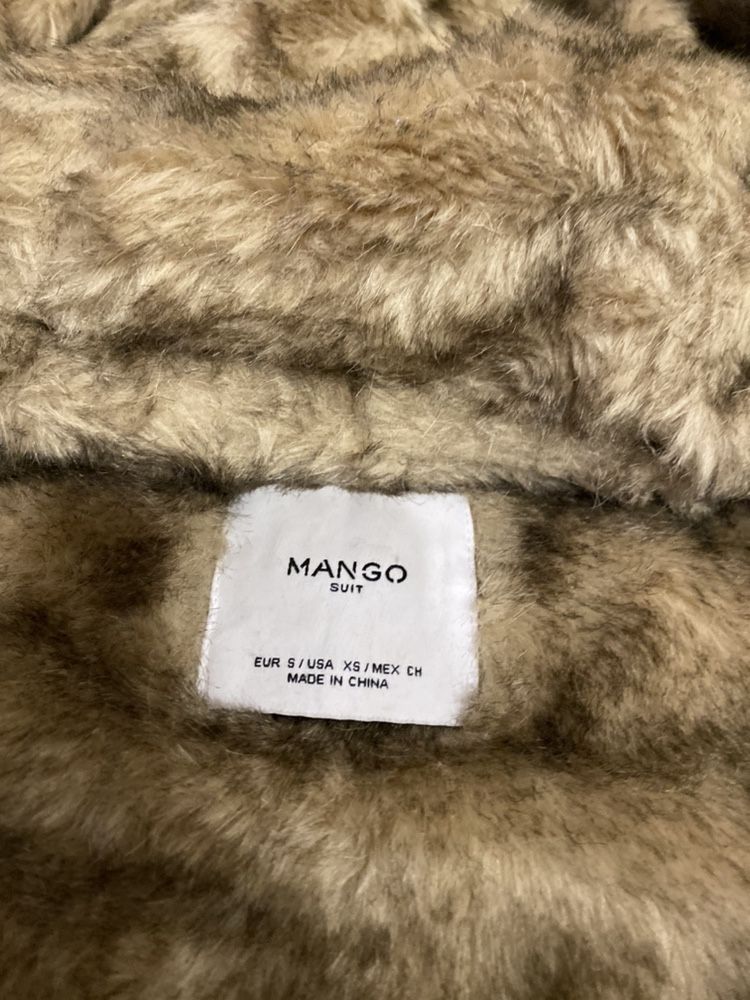 MANGO
SUIT
EUR S / USA XS / MEX CH
MADE IN CHINA